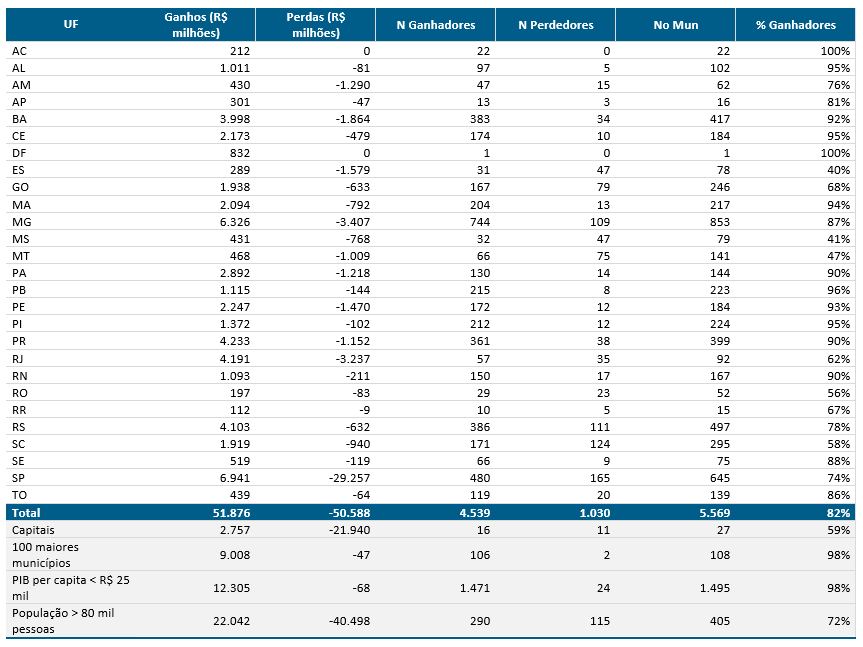 UF Ganhos (R$ milhões) Perdas (R$ milhões) N Ganhadores N Perdedores No Mun % Ganhadores
AC 212 0 22 0 22 100%
AL 1.011 -81 97 5 102 95%
AM 430 -1.290 47 15 62 76%
AP 301 -47 13 3 16 81%
BA 3.998 -1.864 383 34 417 92%
CE 2.173 -479 174 10 184 95%
DF 832 0 1 0 1 100%
ES 289 -1.579 31 47 78 40%
GO 1.938 -633 167 79 246 68%
MA 2.094 -792 204 13 217 94%
MG 6.326 -3.407 744 109 853 87%
MS 431 -768 32 47 79 41%
MT 468 -1.009 66 75 141 47%
PA 2.892 -1.218 130 14 144 90%
PB 1.115 -144 215 8 223 96%
PE 2.247 -1.470 172 12 184 93%
PI 1.372 -102 212 12 224 95%
PR 4.233 -1.152 361 38 399 90%
RJ 4.191 -3.237 57 35 92 62%
RN 1.093 -211 150 17 167 90%
RO 197 -83 29 23 52 56%
RR 112 -9 10 5 15 67%
RS 4.103 -632 386 111 497 78%
SC 1.919 -940 171 124 295 58%
SE 519 -119 66 9 75 88%
SP 6.941 -29.257 480 165 645 74%
TO 439 -64 119 20 139 86%
Total 51.876 -50.588 4.539 1.030 5.569 82%
Capitais 2.757 -21.940 16 11 27 59%
100 maiores municípios 9.008 -47 106 2 108 98%
PIB per capita < R$ 25 mil 12.305 -68 1.471 24 1.495 98%
População > 80 mil pessoas 22.042 -40.498 290 115 405 72%